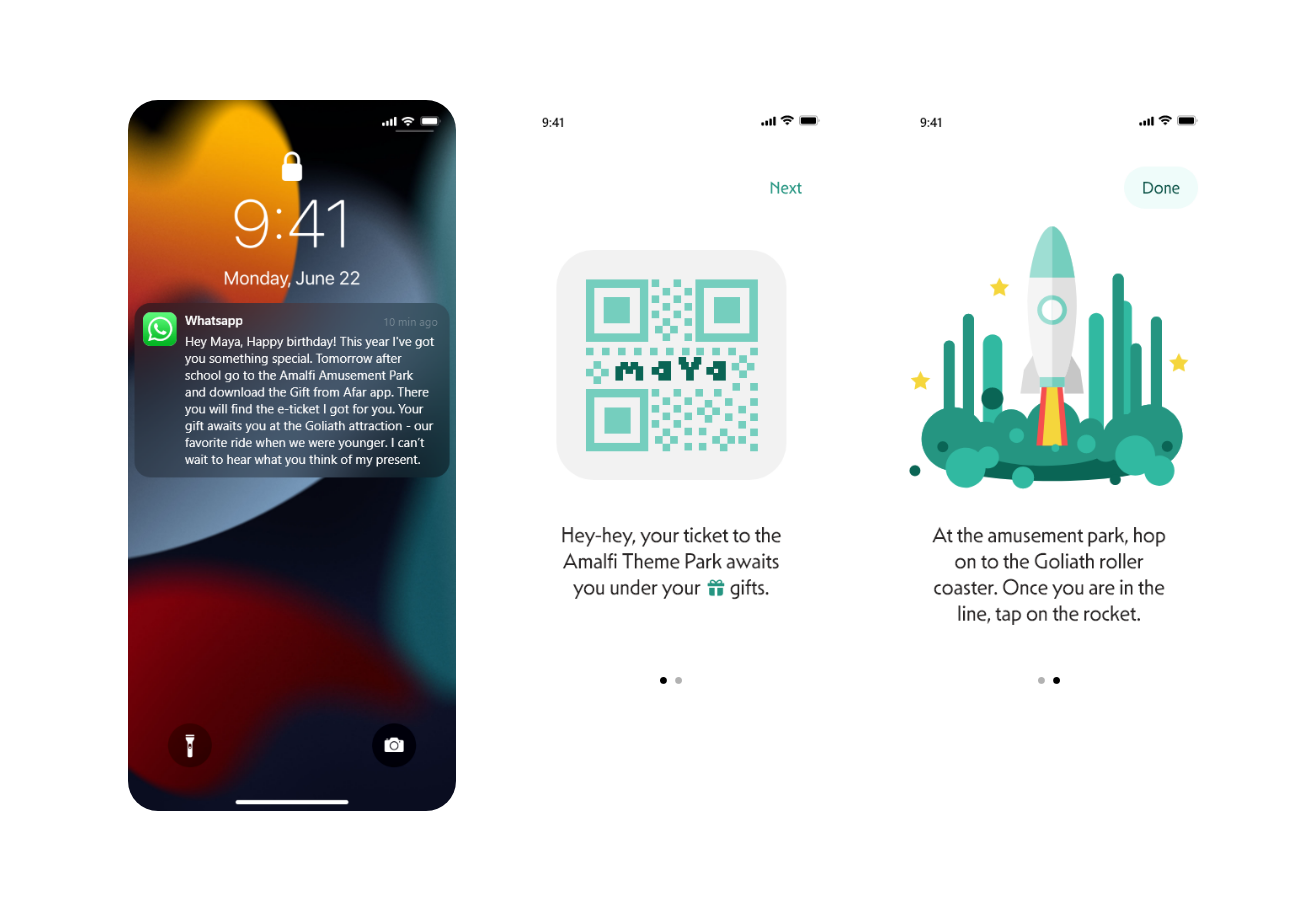 9:41
Monday, June 22
Whatsapp
10 min ago
Hey Maya, Happy birthday! This year I've got
you something special. Tomorrow after
school go to the Amalfi Amusement Park
and download the Gift from Afar app. There
you will find the e-ticket I got for you. Your
gift awaits you at the Goliath attraction - our
favorite ride when we were younger. I can't
wait to hear what you think of my present.
9:41
Next
maYa
Hey-hey, your ticket to the
Amalfi Theme Park awaits
you under your gifts.
9:41
Done
At the amusement park, hop
on to the Goliath roller
coaster. Once you are in the
line, tap on the rocket.